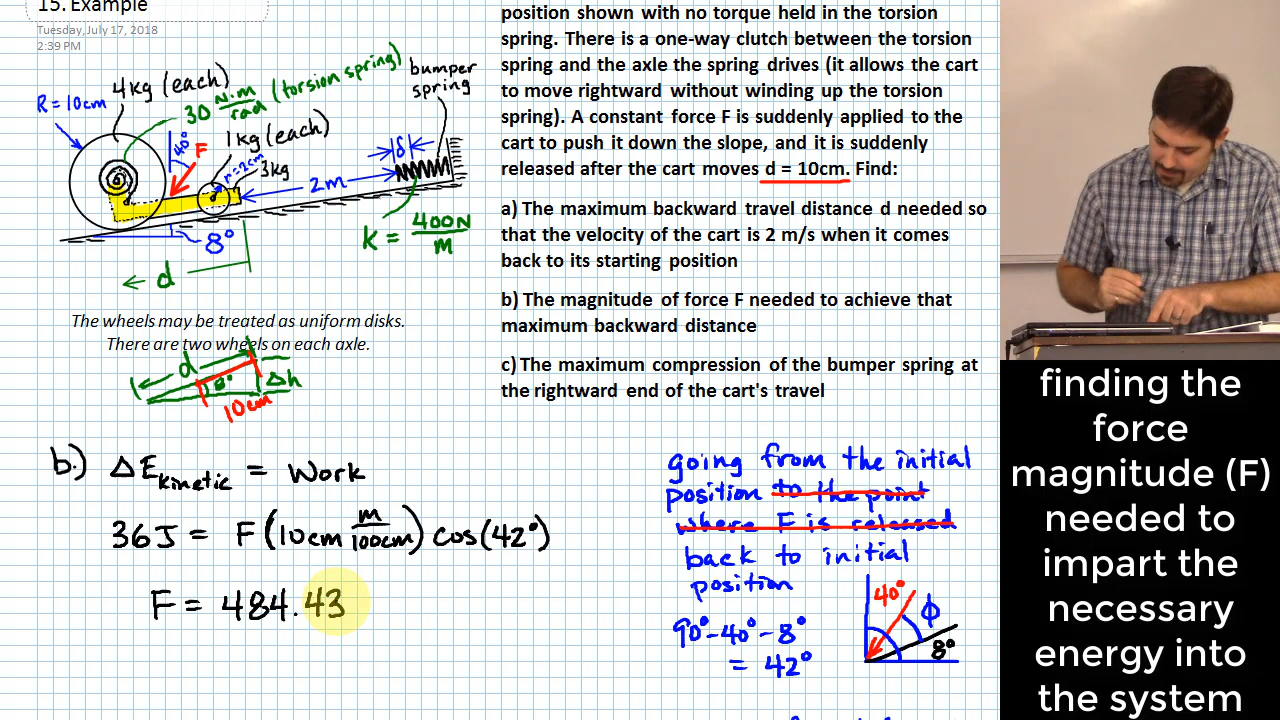 15. Example
Tuesday, July 17, 2018
2:39 PM
R = 10cm
4kg (each)
30 N·m/rad (torsion spring)
bumper spring
40°
F
1kg (each)
r=2cm
3kg
2m
δ
8°
K = 400N/M
d
The wheels may be treated as uniform disks.
There are two wheels on each axle.
d
8°
Δh
10cm
position shown with no torque held in the torsion
spring. There is a one-way clutch between the torsion
spring and the axle the spring drives (it allows the cart
to move rightward without winding up the torsion
spring). A constant force F is suddenly applied to the
cart to push it down the slope, and it is suddenly
released after the cart moves d = 10cm. Find:
a) The maximum backward travel distance d needed so
that the velocity of the cart is 2 m/s when it comes
back to its starting position
b) The magnitude of force F needed to achieve that
maximum backward distance
c) The maximum compression of the bumper spring at
the rightward end of the cart's travel
b.) ΔEkinetic = Work
36J = F (10cm m/100cm) cos(42°)
F = 484.43
going from the initial
position to the point
where F is released
back to initial
position
90°-40°-8°
= 42°
40°
ϕ
8°
finding the
force
magnitude (F)
needed to
impart the
necessary
energy into
the system